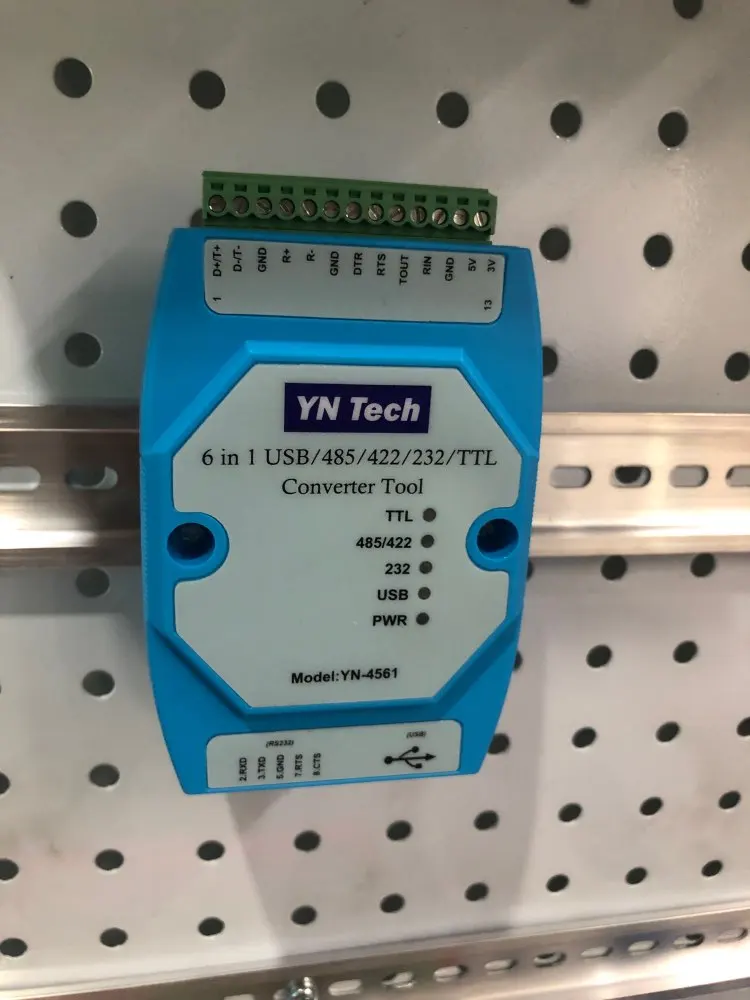 D+/T+
D-/T-
GND
R+
R-
GND
DTR
RTS
TOUT
RIN
GND
5V
3V
1
13
YN Tech
6 in 1 USB/485/422/232/TTL
Converter Tool
TTL
485/422
232
USB
PWR
Model:YN-4561
(RS232)
(USB)
2.RXD
3.TXD
5.GND
7.RTS
8.CTS